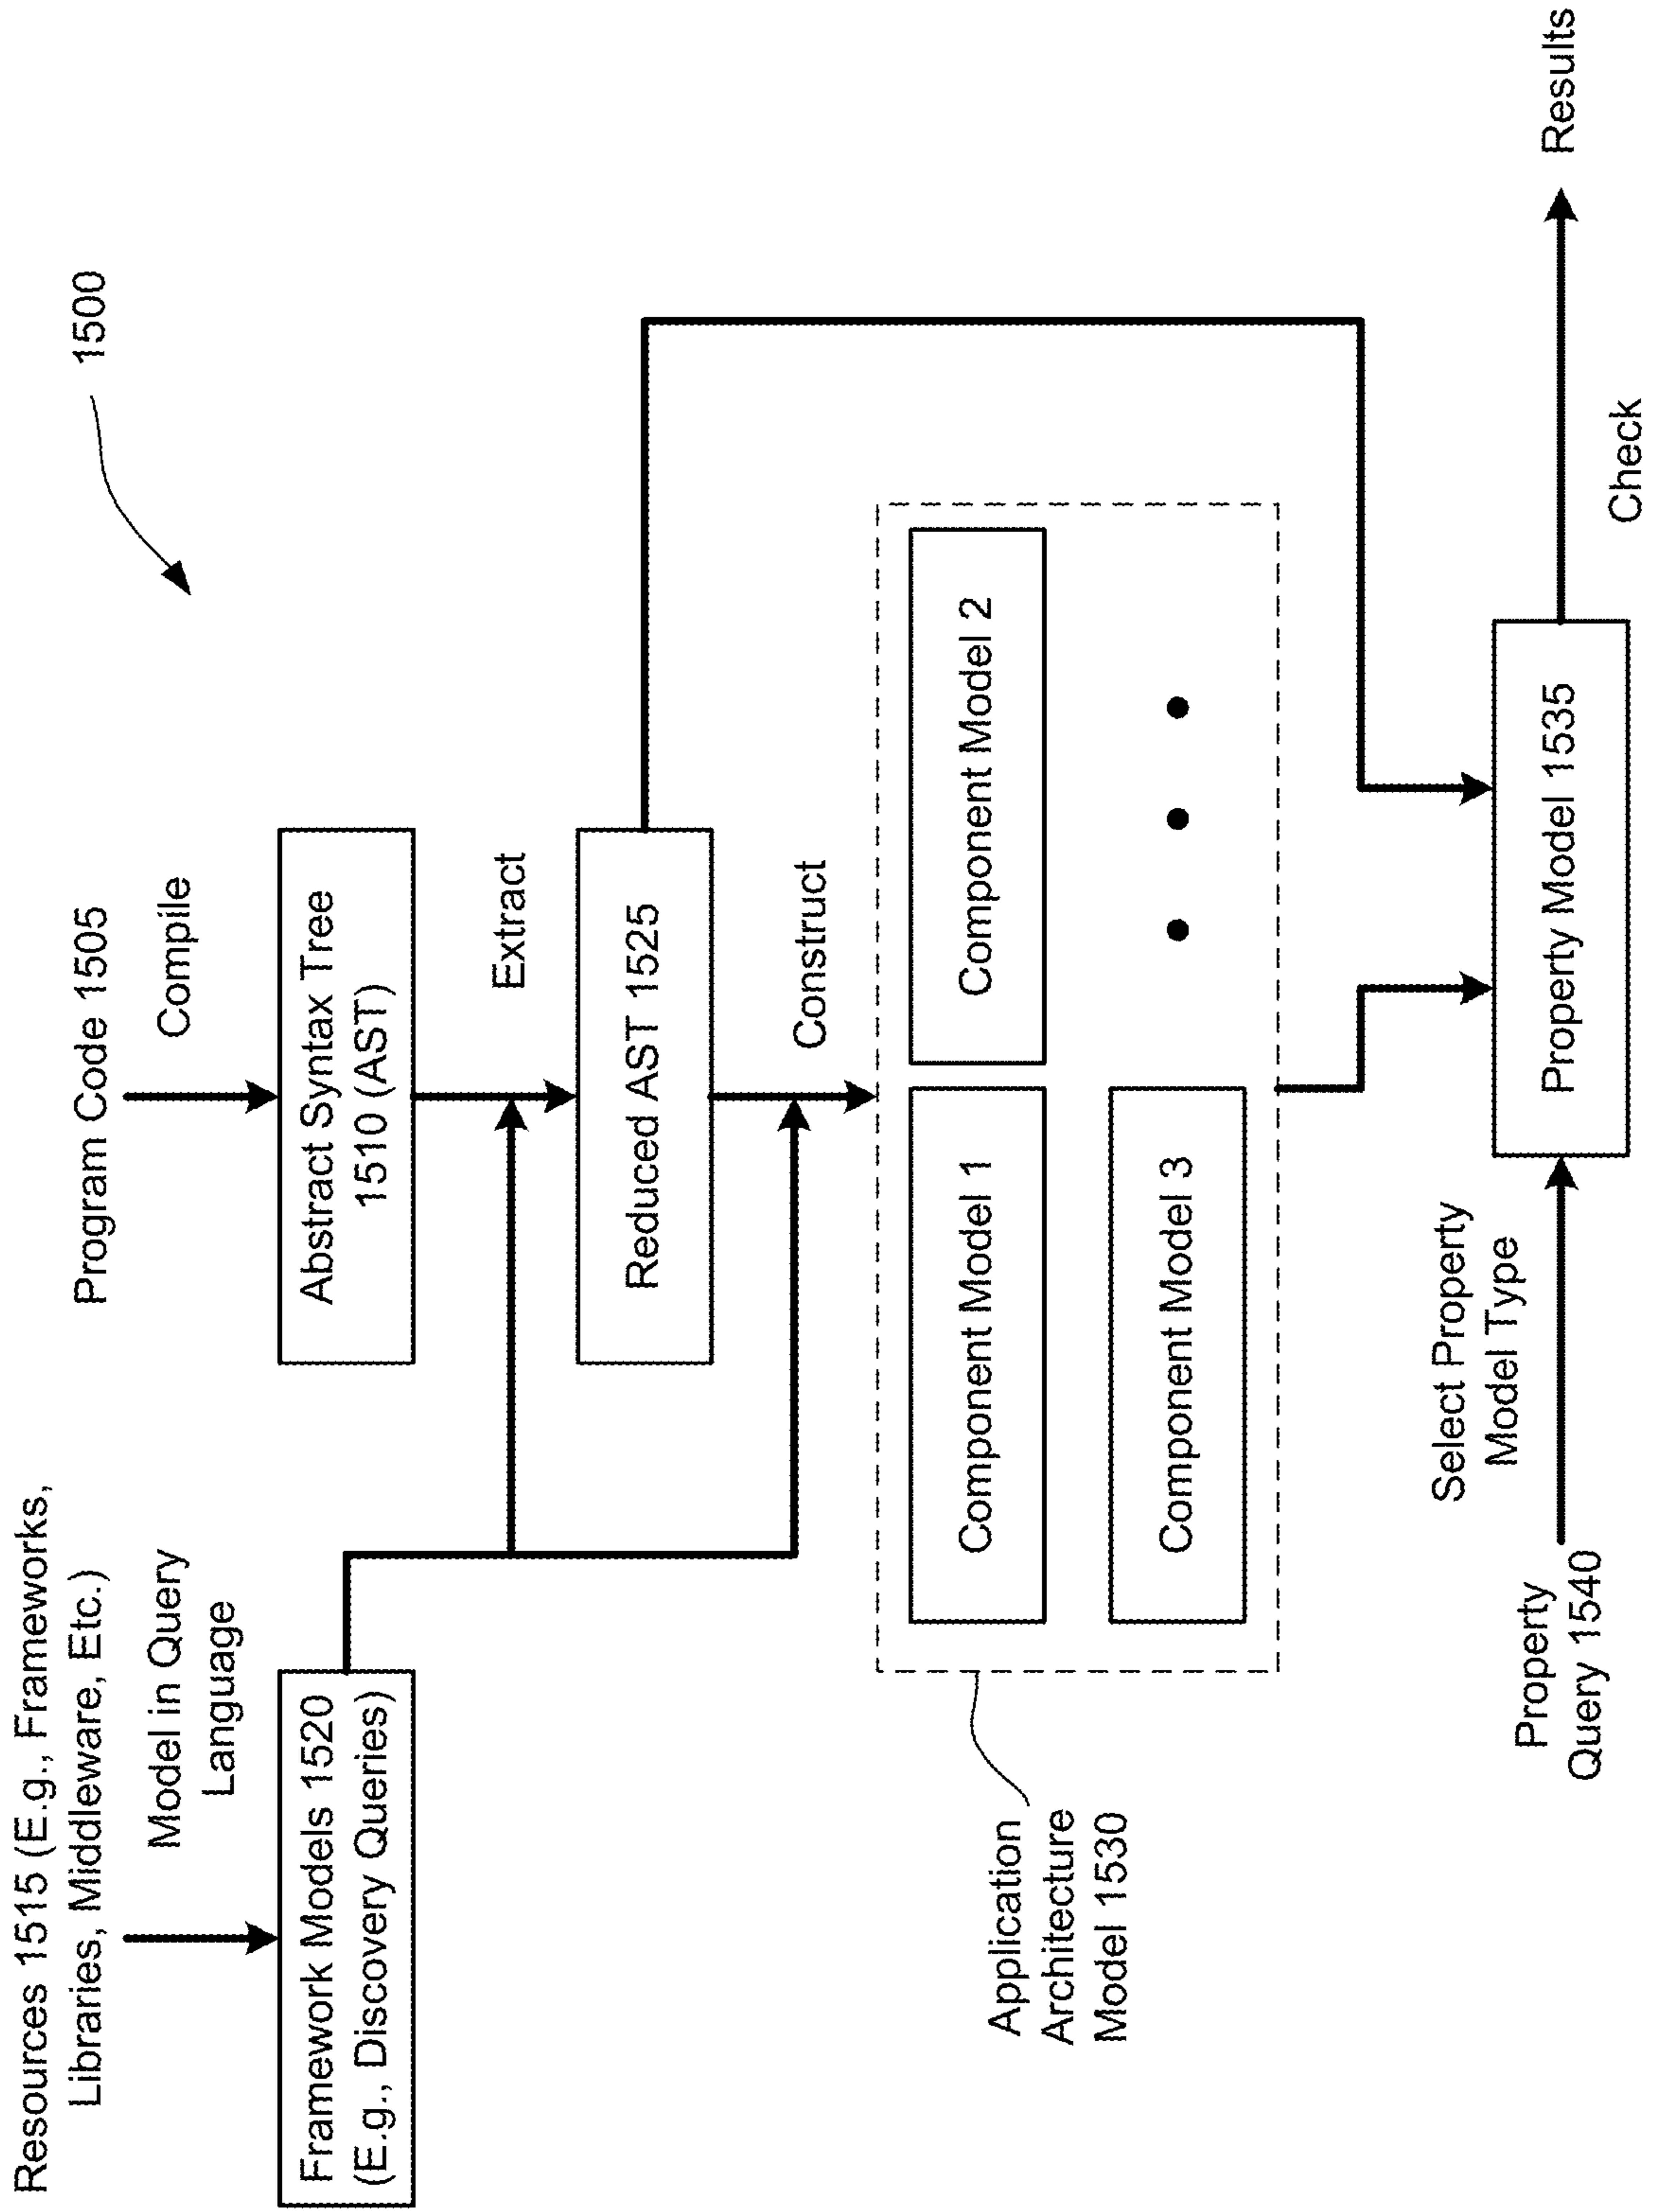 1500
Resources 1515 (E.g., Frameworks,
Libraries, Middleware, Etc.)
Model in Query
Language
Framework Models 1520
(E.g., Discovery Queries)
Program Code 1505
Compile
Abstract Syntax Tree
1510 (AST)
Extract
Reduced AST 1525
Construct
Application
Architecture
Model 1530
Component Model 1
Component Model 2
Component Model 3
Property
Query 1540
Select Property
Model Type
Property Model 1535
Check
Results